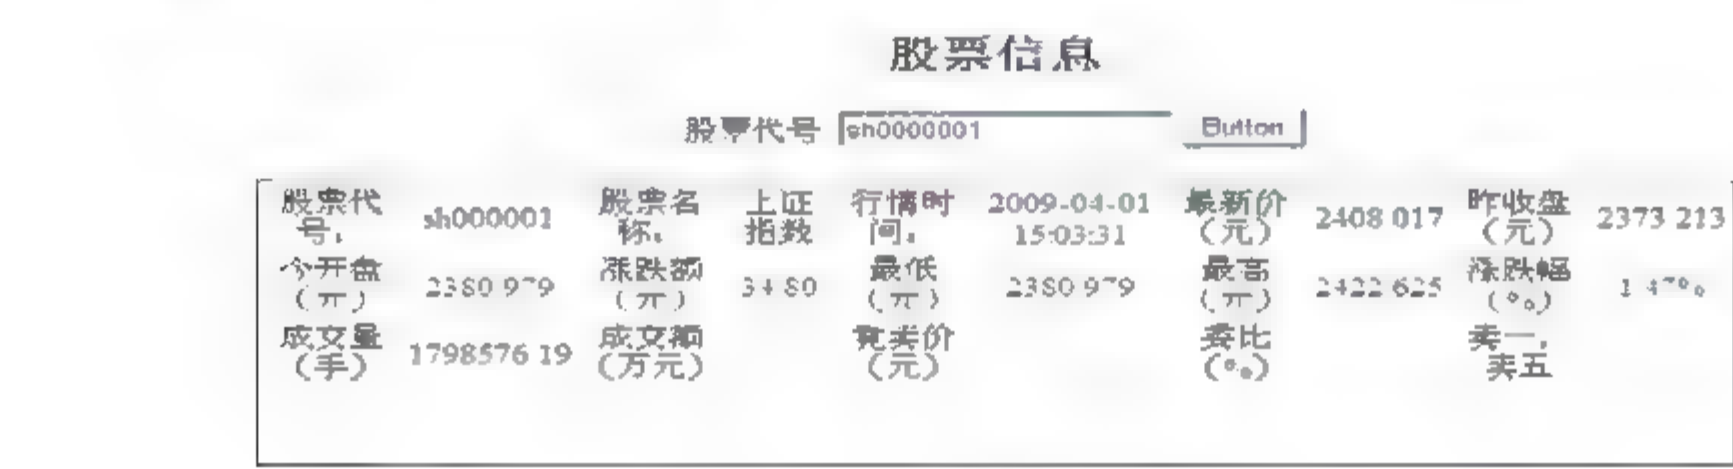 股票信息
股票代号 sh0000001 Button
股票代 股票名 上证 行情时 2009-04-01 最新价 昨收盘
号, sh000001 称, 指数 间, 15:03:31 (元) 2408 017 (元) 2373 213
今开盘 涨跌额 最低 最高 涨跌幅
(元) 2380 979 (元) 34 80 (元) 2380 979 (元) 2422 625 (%) 1 47%
成交量 成交额 竞卖价 委比 卖一,
(手) 1798576 19 (万元) (元) (%) 卖五